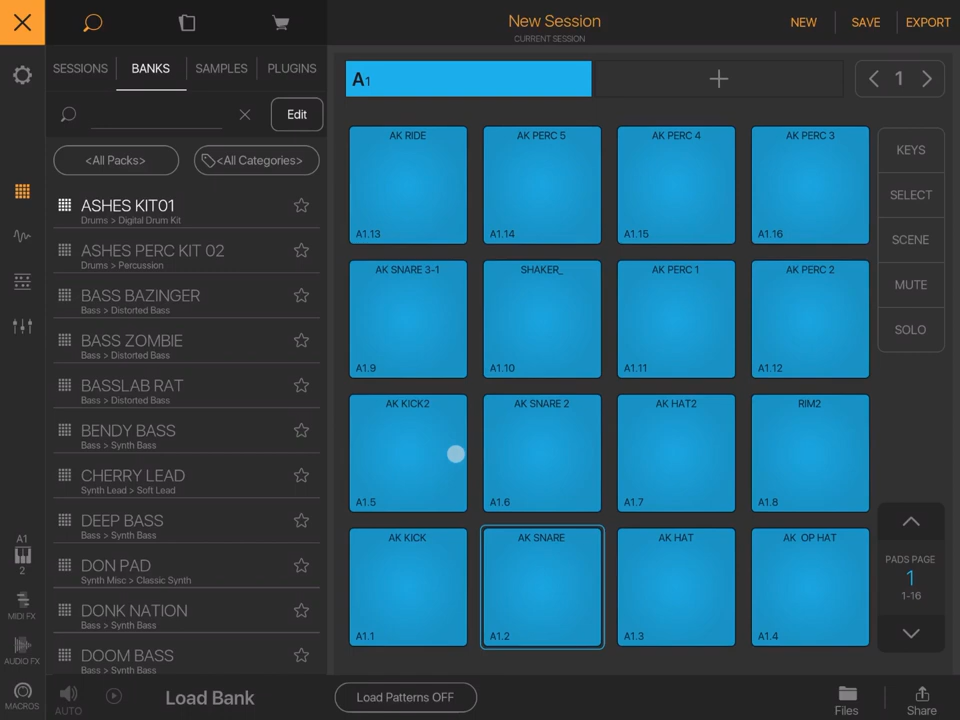 New Session
CURRENT SESSION
NEW
SAVE
EXPORT
SESSIONS
BANKS
SAMPLES
PLUGINS
Edit
<All Packs>
<All Categories>
ASHES KIT01
Drums > Digital Drum Kit
ASHES PERC KIT 02
Drums > Percussion
BASS BAZINGER
Bass > Distorted Bass
BASS ZOMBIE
Bass > Distorted Bass
BASSLAB RAT
Bass > Distorted Bass
BENDY BASS
Bass > Synth Bass
CHERRY LEAD
Synth Lead > Soft Lead
DEEP BASS
Bass > Synth Bass
DON PAD
Synth Misc > Classic Synth
DONK NATION
Bass > Synth Bass
DOOM BASS
Bass > Synth Bass
A1
2
MIDI FX
AUDIO FX
MACROS
AUTO
Load Bank
A1
1
AK RIDE
A1.13
AK PERC 5
A1.14
AK PERC 4
A1.15
AK PERC 3
A1.16
AK SNARE 3-1
A1.9
SHAKER_
A1.10
AK PERC 1
A1.11
AK PERC 2
A1.12
AK KICK2
A1.5
AK SNARE 2
A1.6
AK HAT2
A1.7
RIM2
A1.8
AK KICK
A1.1
AK SNARE
A1.2
AK HAT
A1.3
AK OP HAT
A1.4
KEYS
SELECT
SCENE
MUTE
SOLO
PADS PAGE
1
1-16
Load Patterns OFF
Files
Share